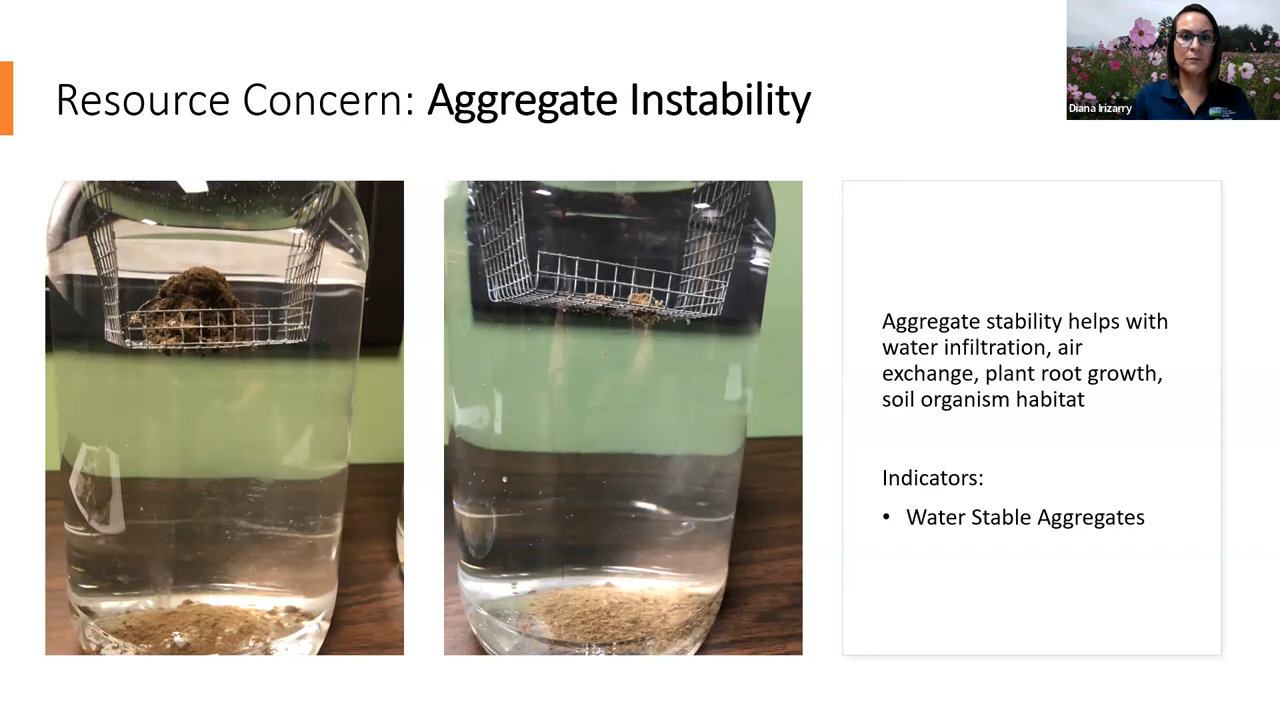 Resource Concern: Aggregate Instability
Diana Irizarry
Aggregate stability helps with
water infiltration, air
exchange, plant root growth,
soil organism habitat
Indicators:
• Water Stable Aggregates